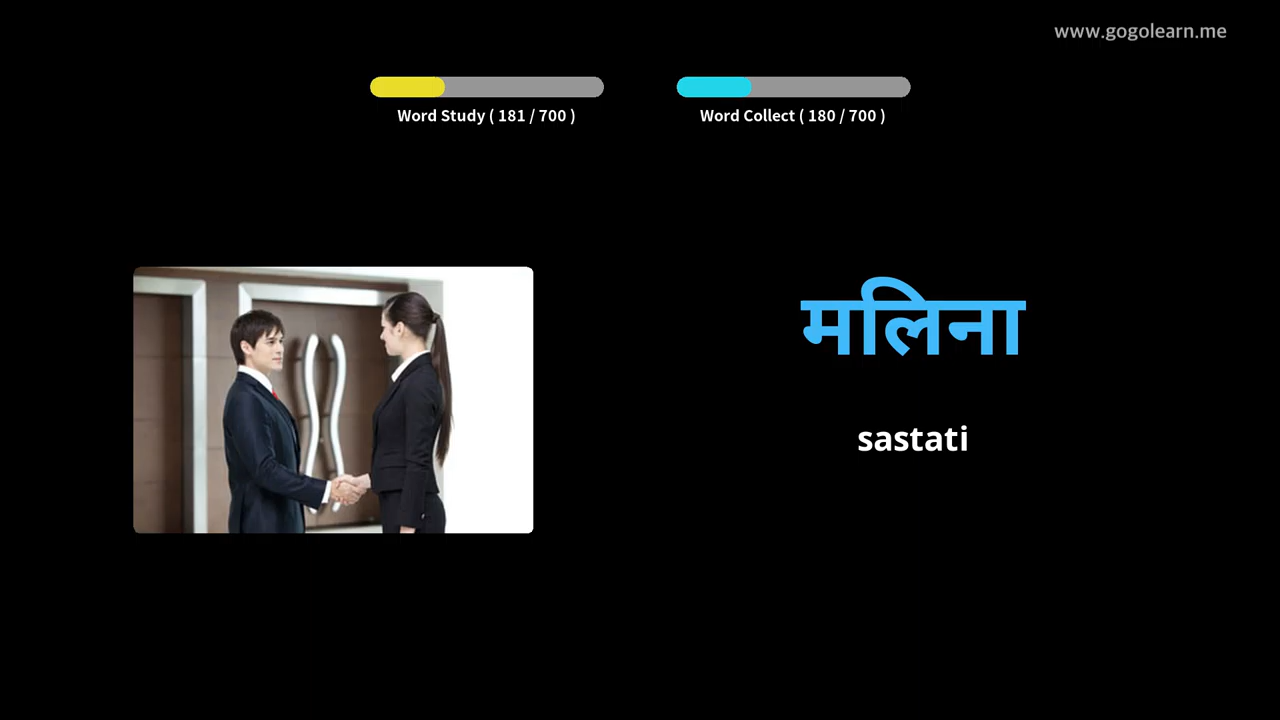 www.gogolearn.me
Word Study ( 181 / 700 )
Word Collect ( 180 / 700 )
मलिना
sastati